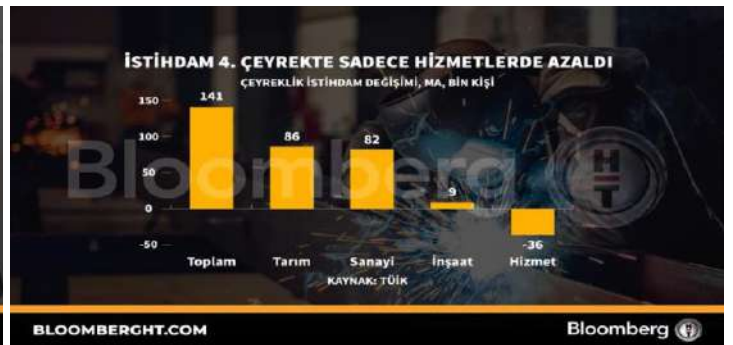 İSTİHDAM 4. ÇEYREKTE SADECE HİZMETLERDE AZALDI
ÇEYREKLİK İSTİHDAM DEĞİŞİMİ, MA, BİN KİŞİ
150
100
50
0
-50
141
86
82
9
-36
Toplam Tarım Sanayi İnşaat Hizmet
KAYNAK: TÜİK
Bloomberg HT
BLOOMBERGHT.COM
Bloomberg HT